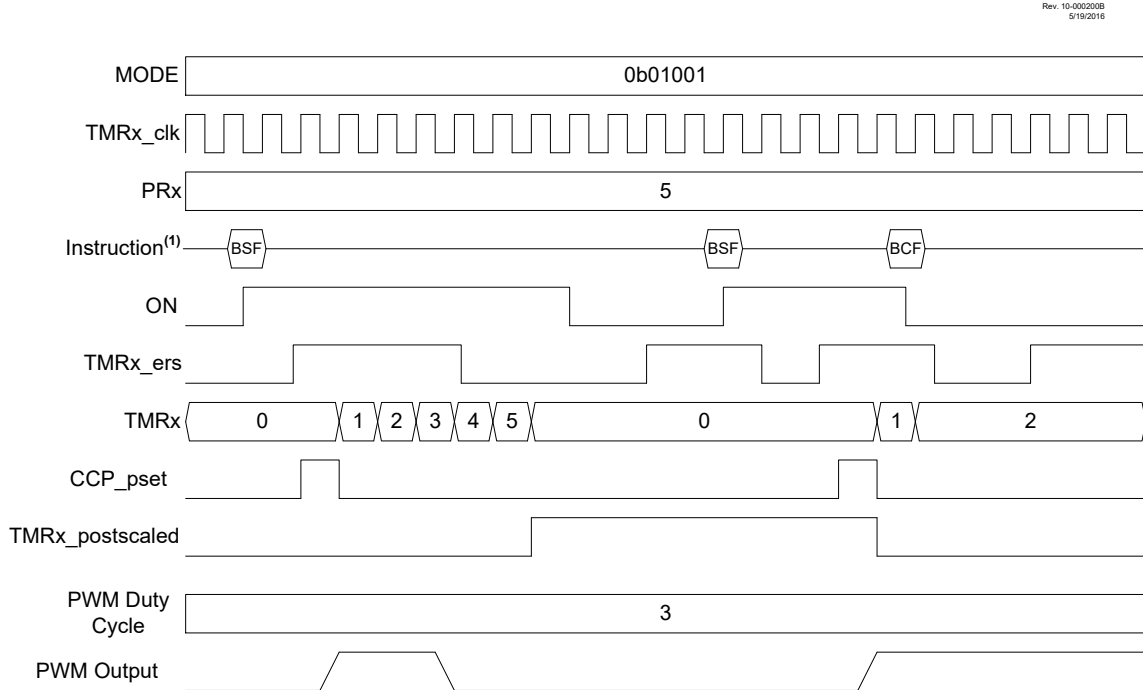 Rev. 10-000200B
5/19/2016
MODE 0b01001
TMRx_clk
PRx 5
Instruction(1) BSF BSF BCF
ON
TMRx_ers
TMRx 0 1 2 3 4 5 0 1 2
CCP_pset
TMRx_postscaled
PWM Duty
Cycle 3
PWM Output